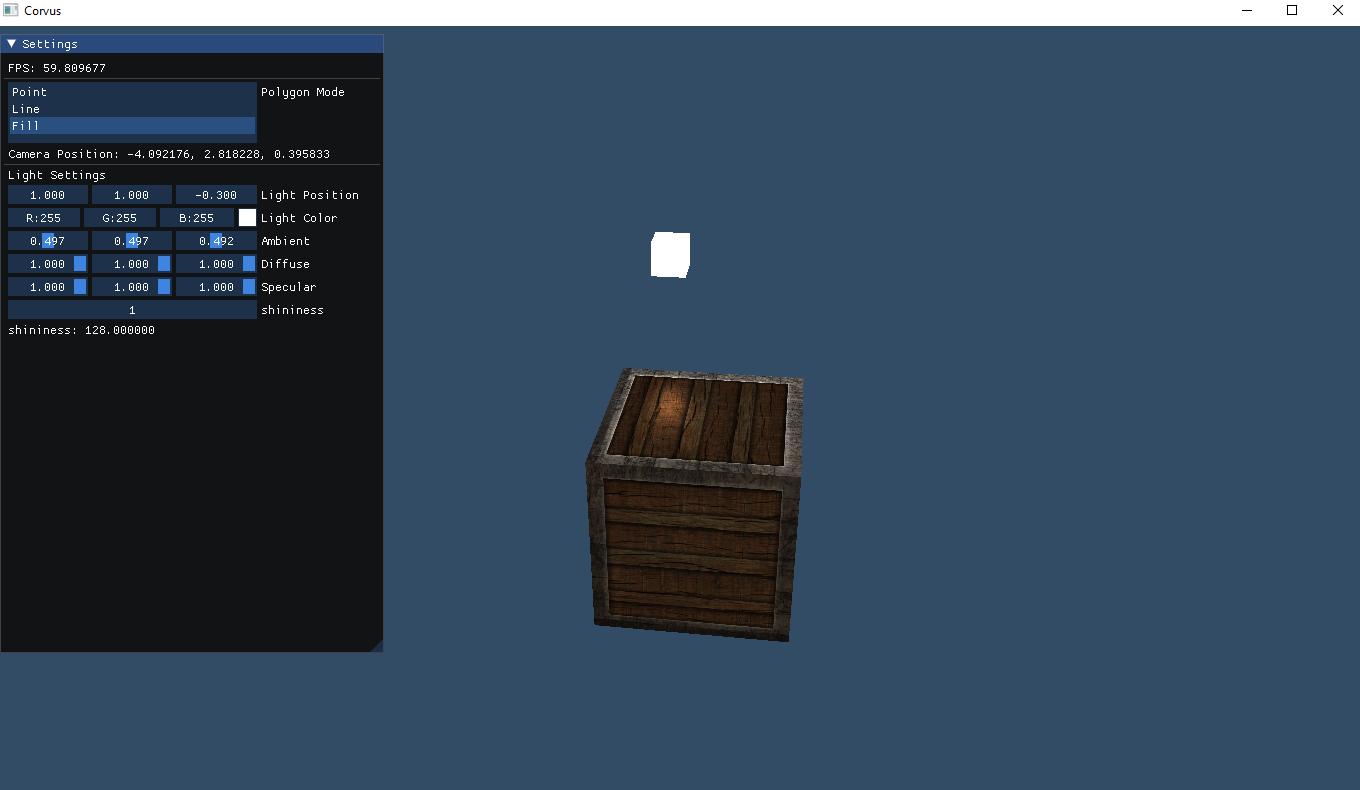 Corvus
Settings
FPS: 59.809677
Point Polygon Mode
Line
Fill
Camera Position: -4.092176, 2.818228, 0.395833
Light Settings
1.000 1.000 -0.300 Light Position
R:255 G:255 B:255 Light Color
0.497 0.497 0.492 Ambient
1.000 1.000 1.000 Diffuse
1.000 1.000 1.000 Specular
1 shininess
shininess: 128.000000